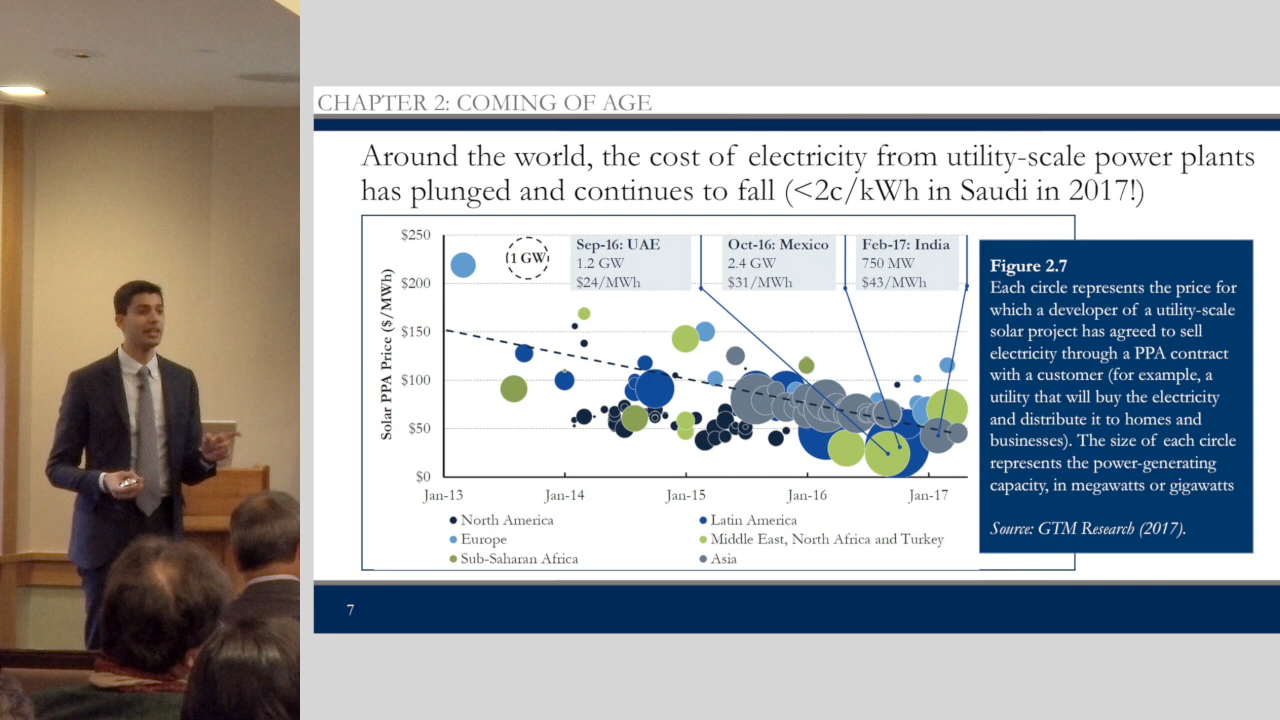 CHAPTER 2: COMING OF AGE
Around the world, the cost of electricity from utility-scale power plants
has plunged and continues to fall (<2c/kWh in Saudi in 2017!)
Solar PPA Price ($/MWh)
$250
$200
$150
$100
$50
$0
Jan-13
Jan-14
Jan-15
Jan-16
Jan-17
(1 GW)
Sep-16: UAE
1.2 GW
$24/MWh
Oct-16: Mexico
2.4 GW
$31/MWh
Feb-17: India
750 MW
$43/MWh
North America
Latin America
Europe
Middle East, North Africa and Turkey
Sub-Saharan Africa
Asia
Figure 2.7
Each circle represents the price for
which a developer of a utility-scale
solar project has agreed to sell
electricity through a PPA contract
with a customer (for example, a
utility that will buy the electricity
and distribute it to homes and
businesses). The size of each circle
represents the power-generating
capacity, in megawatts or gigawatts
Source: GTM Research (2017).
7